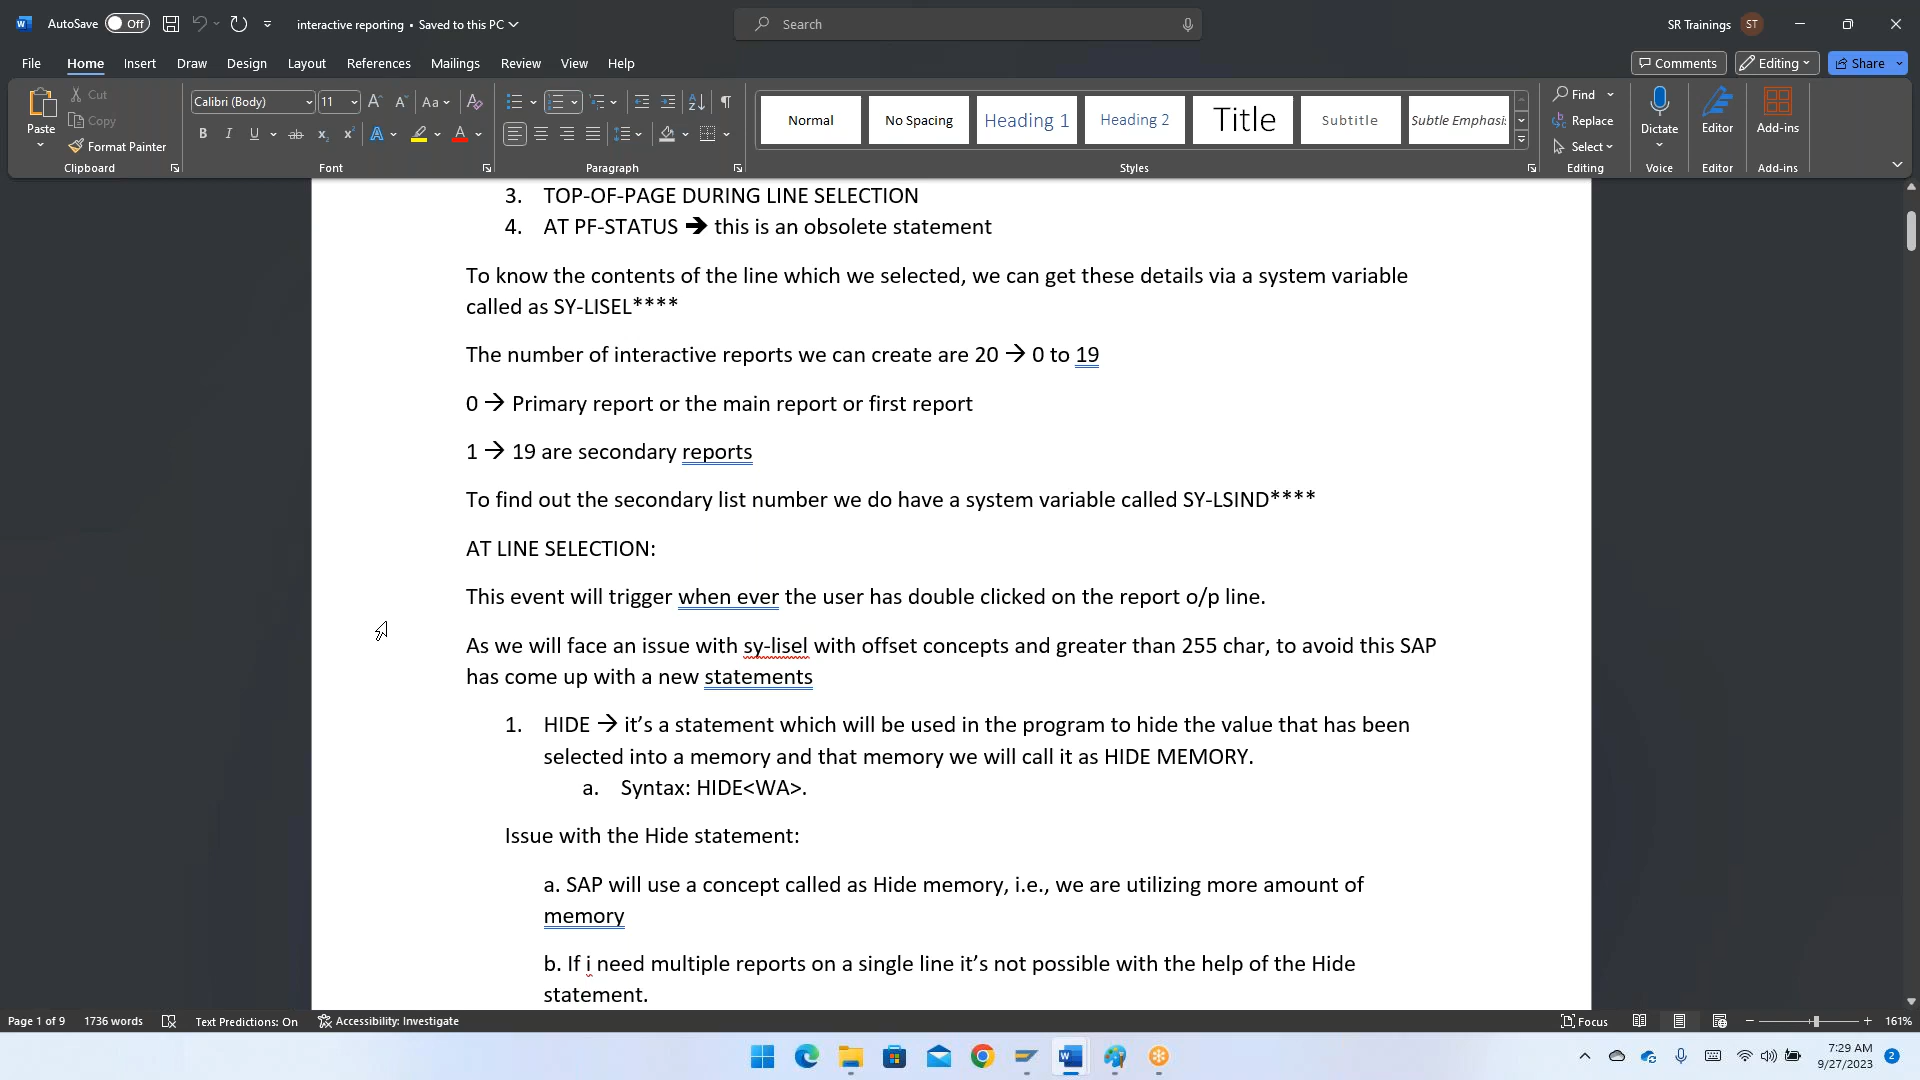 AutoSave Off interactive reporting • Saved to this PC Search SR Trainings ST
File Home Insert Draw Design Layout References Mailings Review View Help Comments Editing Share
Paste Cut Copy Format Painter Clipboard
Calibri (Body) 11 Font
Paragraph
Normal No Spacing Heading 1 Heading 2 Title Subtitle Subtle Emphasi: Styles
Find Replace Select Editing
Dictate Voice
Editor Editor
Add-ins Add-ins
3. TOP-OF-PAGE DURING LINE SELECTION
4. AT PF-STATUS ➔ this is an obsolete statement
To know the contents of the line which we selected, we can get these details via a system variable
called as SY-LISEL****
The number of interactive reports we can create are 20 → 0 to 19
0 → Primary report or the main report or first report
1 → 19 are secondary reports
To find out the secondary list number we do have a system variable called SY-LSIND****
AT LINE SELECTION:
This event will trigger when ever the user has double clicked on the report o/p line.
As we will face an issue with sy-lisel with offset concepts and greater than 255 char, to avoid this SAP
has come up with a new statements
1. HIDE → it’s a statement which will be used in the program to hide the value that has been
selected into a memory and that memory we will call it as HIDE MEMORY.
a. Syntax: HIDE<WA>.
Issue with the Hide statement:
a. SAP will use a concept called as Hide memory, i.e., we are utilizing more amount of
memory
b. If i need multiple reports on a single line it’s not possible with the help of the Hide
statement.
Page 1 of 9 1736 words Text Predictions: On Accessibility: Investigate Focus 161%
7:29 AM
9/27/2023 2